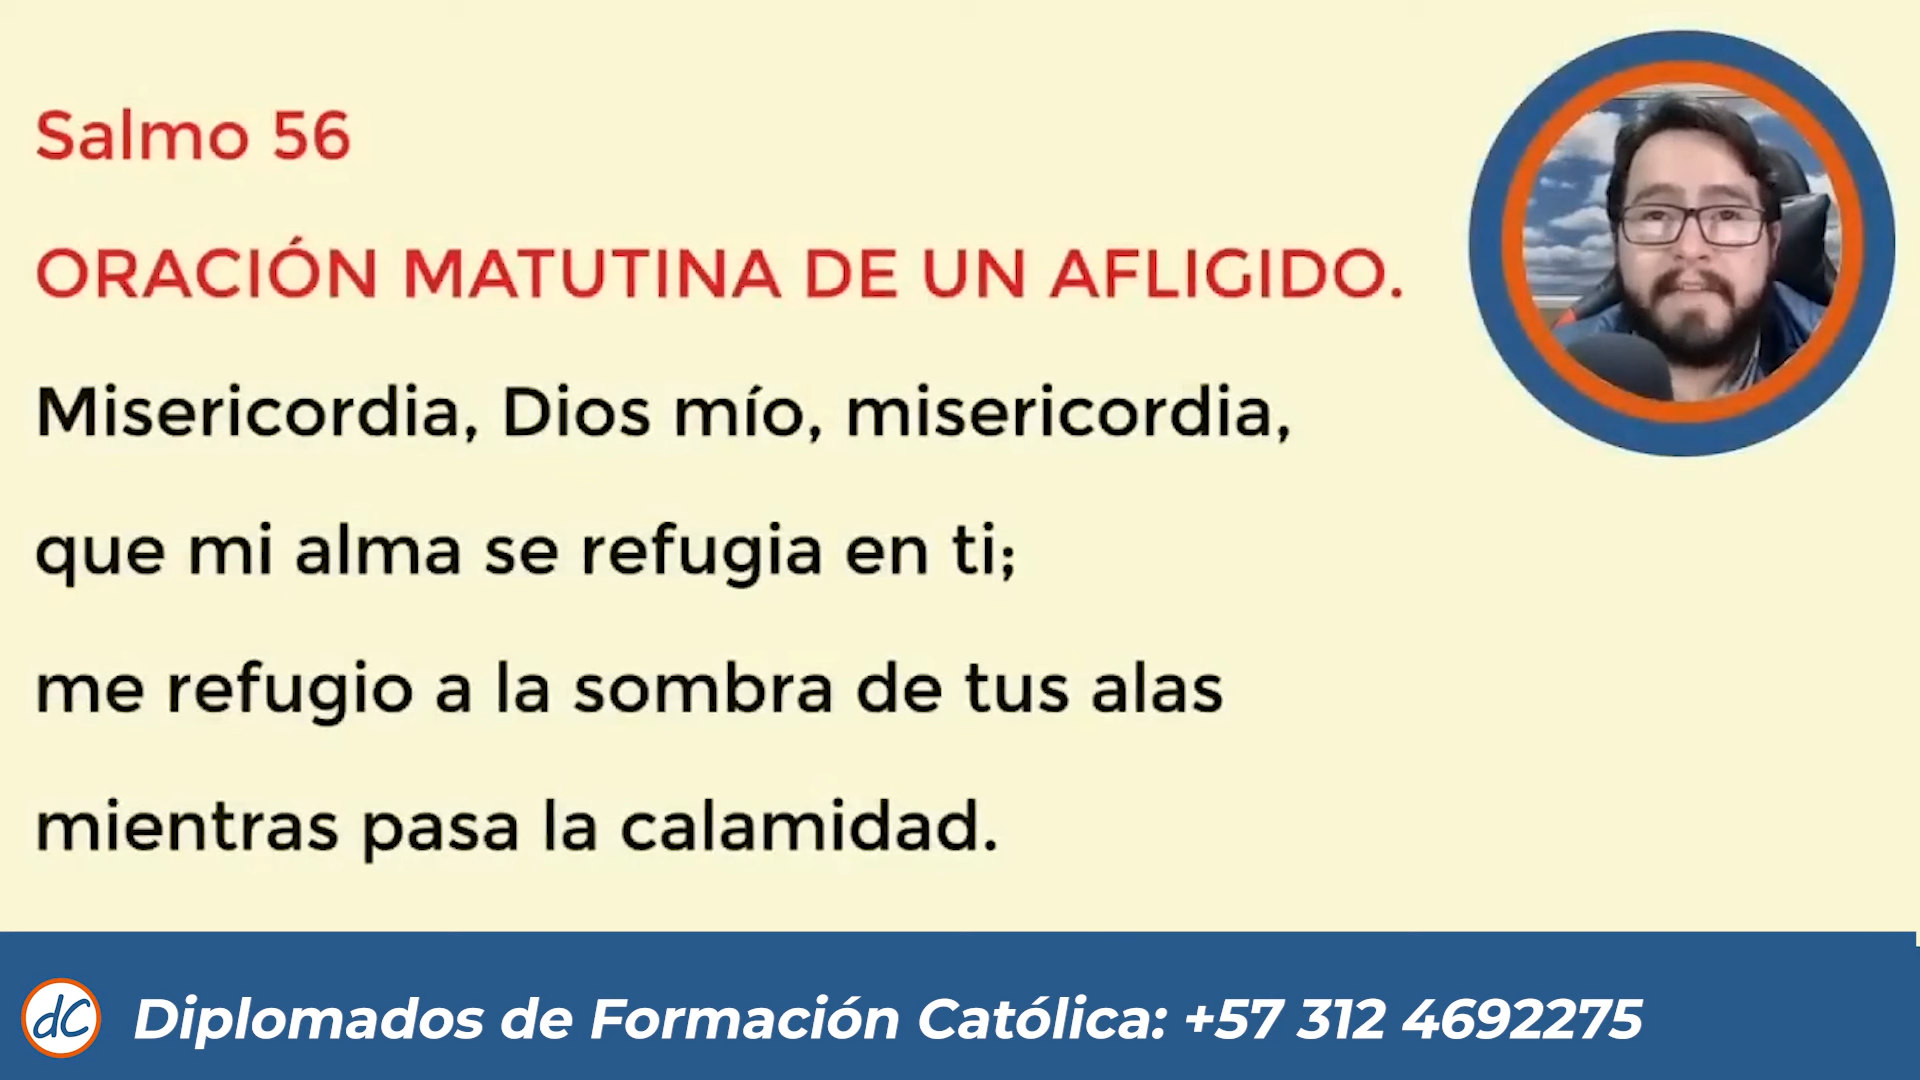 Salmo 56
ORACIÓN MATUTINA DE UN AFLIGIDO.
Misericordia, Dios mío, misericordia,
que mi alma se refugia en ti;
me refugio a la sombra de tus alas
mientras pasa la calamidad.
dC Diplomados de Formación Católica: +57 312 4692275